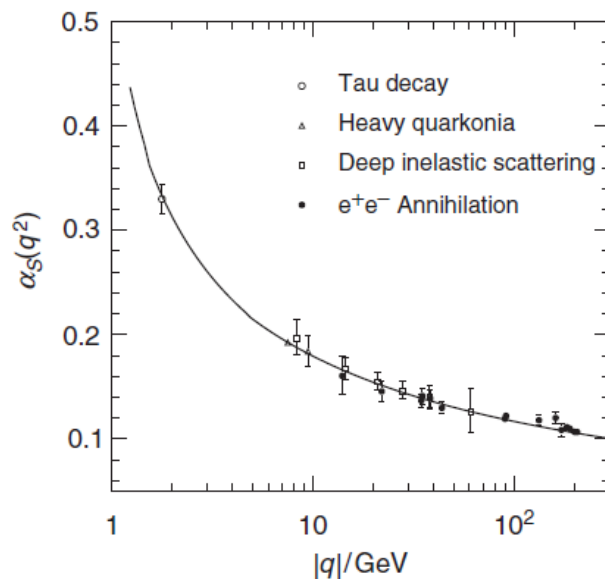 0.5
0.4
0.3
0.2
0.1
α_S(q²)
Tau decay
Heavy quarkonia
Deep inelastic scattering
e⁺e⁻ Annihilation
1 10 10²
|q|/GeV